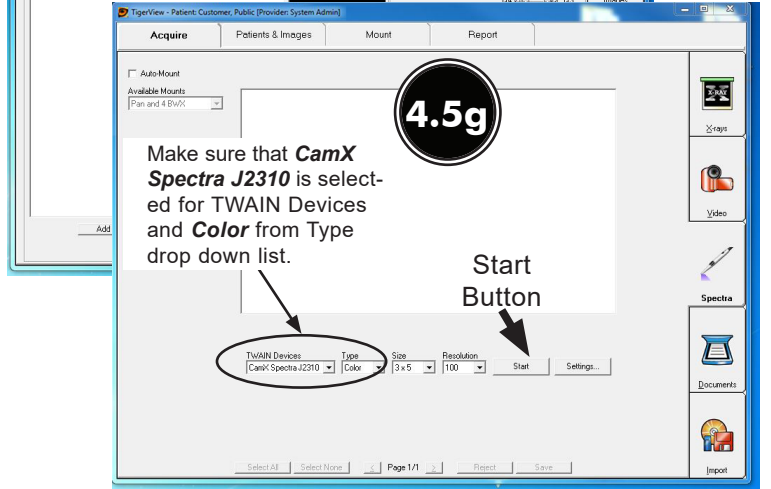 TigerView - Patient: Customer, Public [Provider: System Admin]
Acquire Patients & Images Mount Report
Auto-Mount
Available Mounts
Pan and 4 BWX
4.5g
X-RAY
X-rays
Make sure that CamX
Spectra J2310 is select-
ed for TWAIN Devices
and Color from Type
drop down list.
Video
Add
Start
Button
Spectra
TWAIN Devices Type Size Resolution
CamX Spectra J2310 Color 3 x 5 100 Start Settings...
Documents
Select All Select None < Page 1/1 > Reject Save
Import